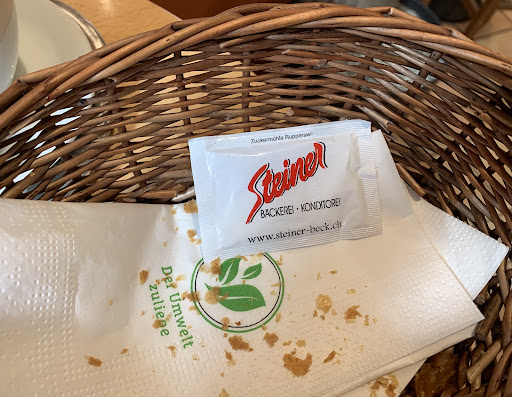 Zuckermühle Rupperswil
Steiner
BÄCKEREI • KONDITOREI
www.steiner-beck.ch
Der Umwelt
zuliebe